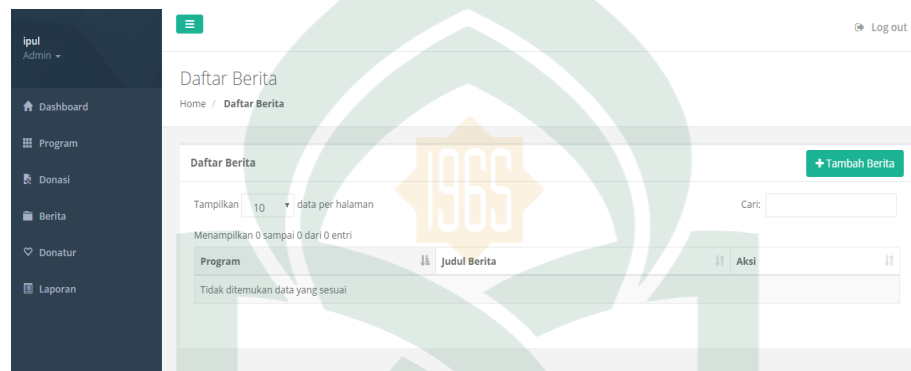 ipul
Admin
Log out
Daftar Berita
Home / Daftar Berita
Dashboard
Program
Donasi
Berita
Donatur
Laporan
Daftar Berita
+ Tambah Berita
Tampilkan 10 data per halaman
Cari:
Menampilkan 0 sampai 0 dari 0 entri
Program Judul Berita Aksi
Tidak ditemukan data yang sesuai
1965